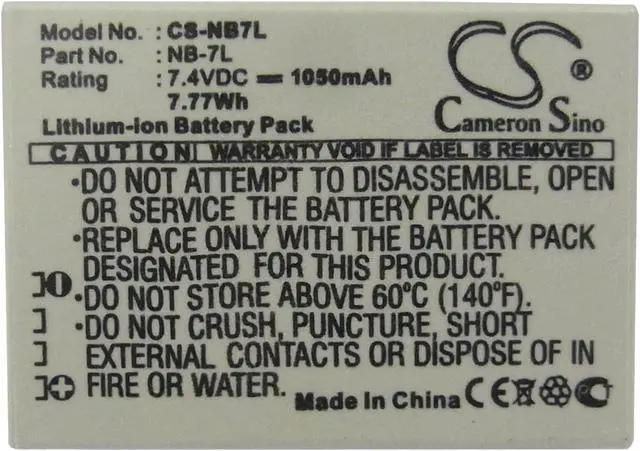 Model No. : CS-NB7L
Part No. : NB-7L
Rating : 7.4VDC ⎓ 1050mAh
7.77Wh
Lithium-ion Battery Pack
CS ®
Cameron Sino
CAUTION! WARRANTY VOID IF LABEL IS REMOVED
•DO NOT ATTEMPT TO DISASSEMBLE, OPEN
OR SERVICE THE BATTERY PACK.
•REPLACE ONLY WITH THE BATTERY PACK
DESIGNATED FOR THIS PRODUCT.
•DO NOT STORE ABOVE 60°C (140°F).
•DO NOT CRUSH, PUNCTURE, SHORT
EXTERNAL CONTACTS OR DISPOSE OF IN
FIRE OR WATER.
Made In China CE